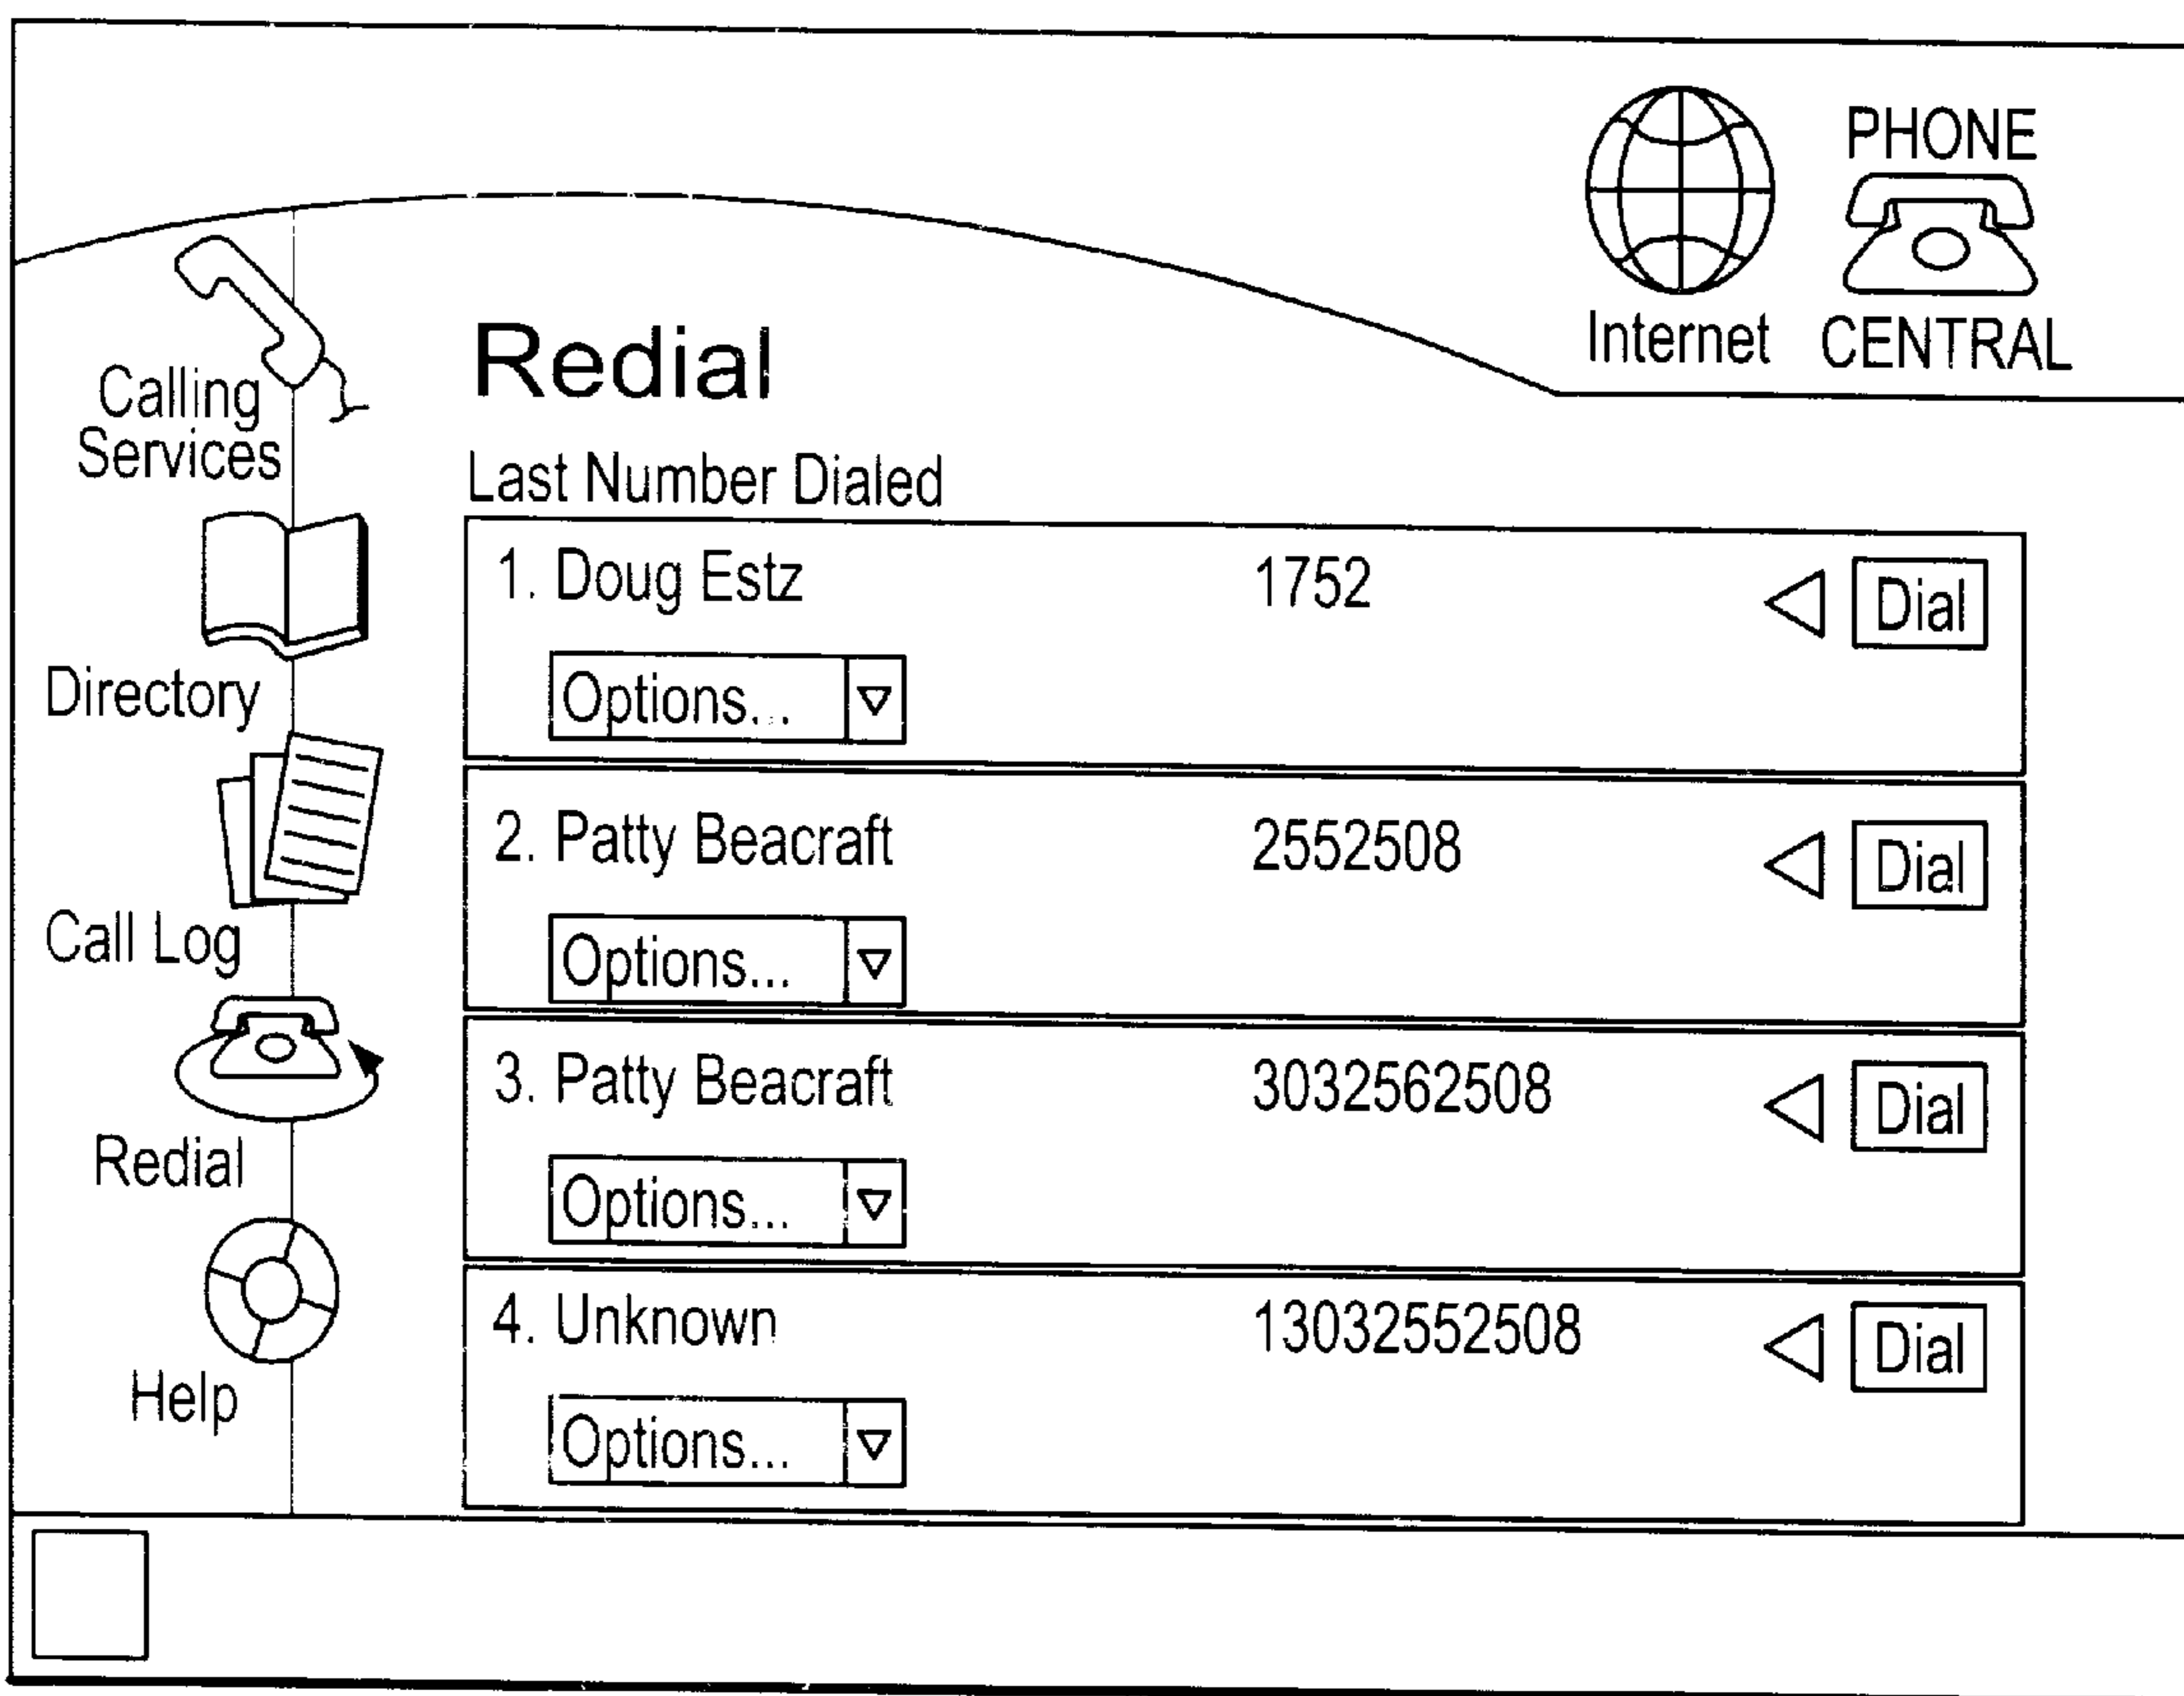 PHONE
Internet CENTRAL
Calling
Services
Directory
Call Log
Redial
Help
Redial
Last Number Dialed
1. Doug Estz 1752 Dial
Options...
2. Patty Beacraft 2552508 Dial
Options...
3. Patty Beacraft 3032562508 Dial
Options...
4. Unknown 13032552508 Dial
Options...